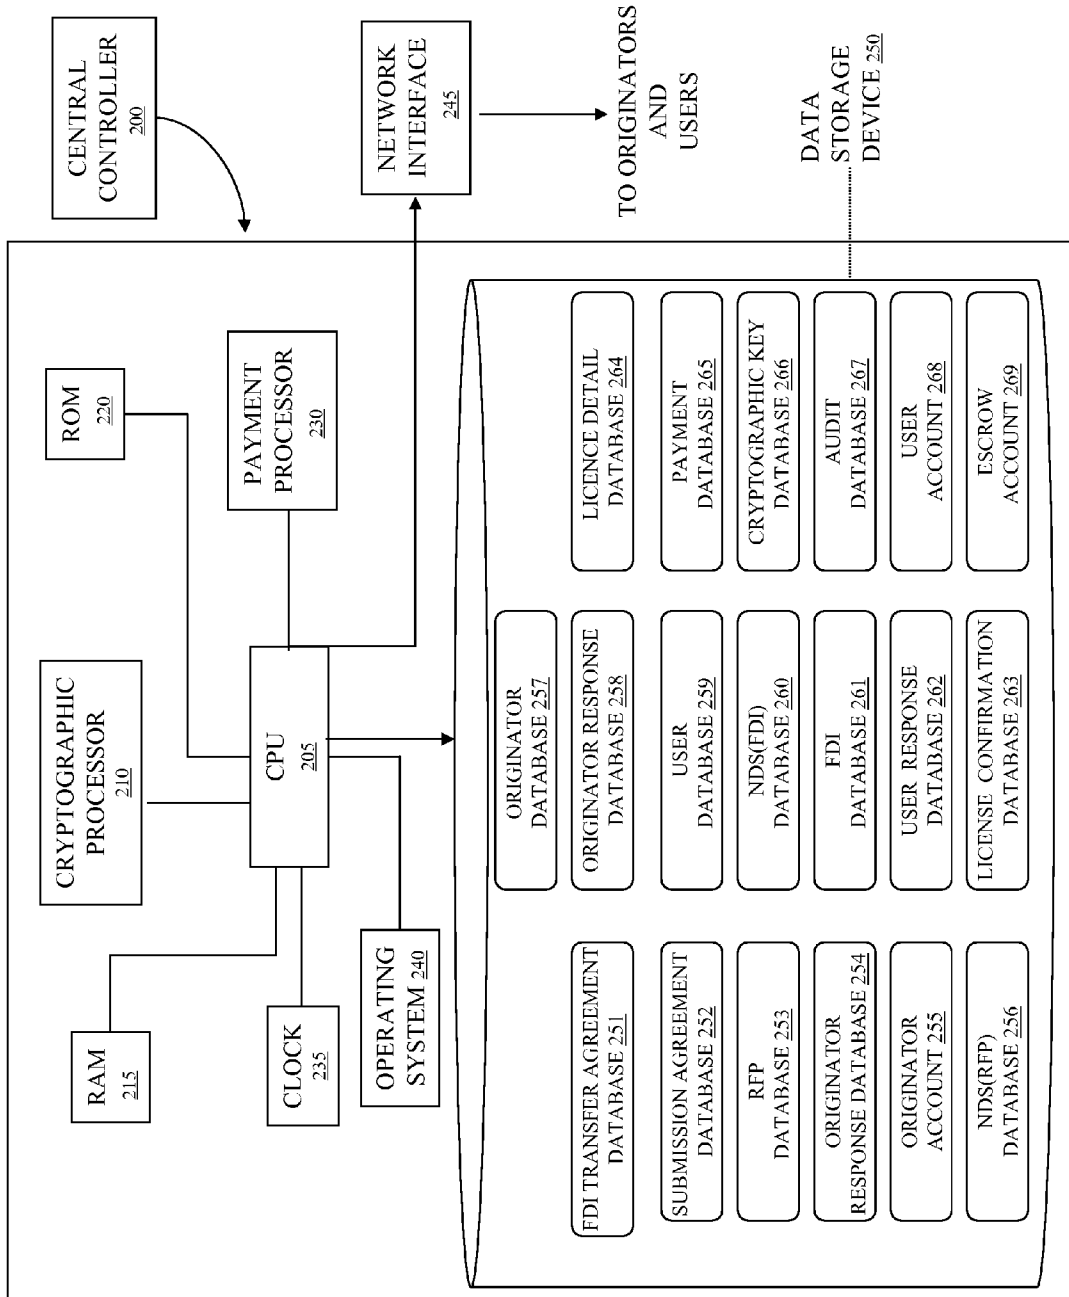 CENTRAL
CONTROLLER
200
RAM
215
CRYPTOGRAPHIC
PROCESSOR
210
ROM
220
CLOCK
235
CPU
205
PAYMENT
PROCESSOR
230
OPERATING
SYSTEM 240
NETWORK
INTERFACE
245
TO ORIGINATORS
AND
USERS
DATA
STORAGE
DEVICE 250
ORIGINATOR
DATABASE 257
FDI TRANSFER AGREEMENT
DATABASE 251
ORIGINATOR RESPONSE
DATABASE 258
LICENCE DETAIL
DATABASE 264
SUBMISSION AGREEMENT
DATABASE 252
USER
DATABASE 259
PAYMENT
DATABASE 265
RFP
DATABASE 253
NDS(FDI)
DATABASE 260
CRYPTOGRAPHIC KEY
DATABASE 266
ORIGINATOR
RESPONSE DATABASE 254
FDI
DATABASE 261
AUDIT
DATABASE 267
ORIGINATOR
ACCOUNT 255
USER RESPONSE
DATABASE 262
USER
ACCOUNT 268
NDS(RFP)
DATABASE 256
LICENSE CONFIRMATION
DATABASE 263
ESCROW
ACCOUNT 269